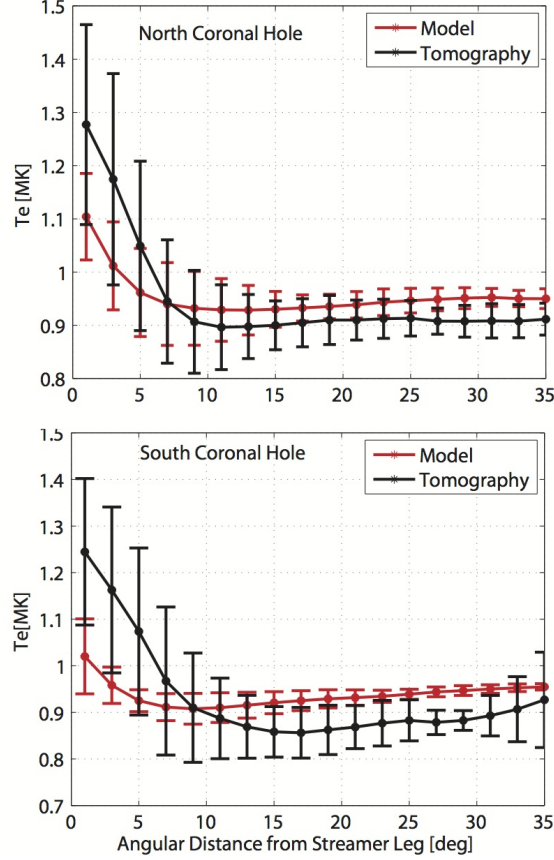 North Coronal Hole
Model
Tomography
Te [MK]
1.5
1.4
1.3
1.2
1.1
1
0.9
0.8
0 5 10 15 20 25 30 35
South Coronal Hole
Model
Tomography
Te[MK]
1.5
1.4
1.3
1.2
1.1
1
0.9
0.8
0.7
0 5 10 15 20 25 30 35
Angular Distance from Streamer Leg [deg]